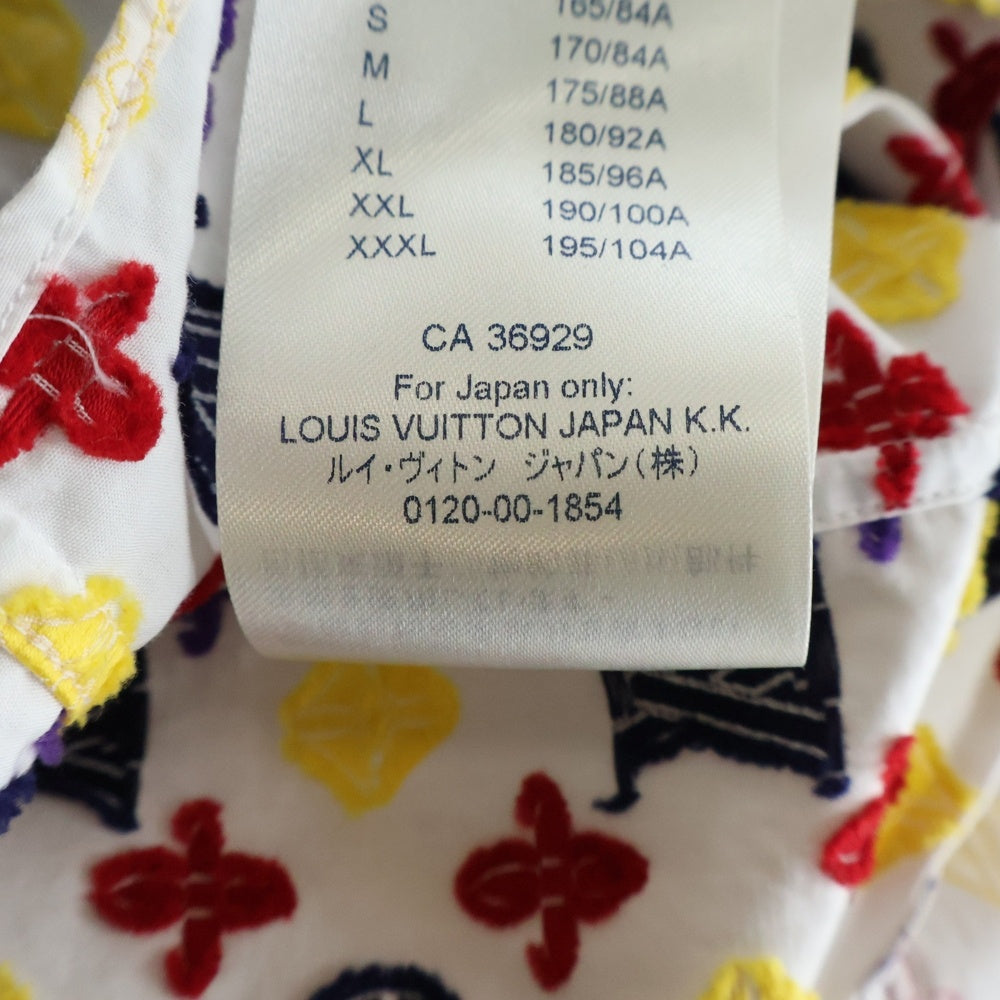 S 165/84A
M 170/84A
L 175/88A
XL 180/92A
XXL 185/96A
XXXL 190/100A
195/104A
CA 36929
For Japan only:
LOUIS VUITTON JAPAN K.K.
ルイ・ヴィトン ジャパン(株)
0120-00-1854